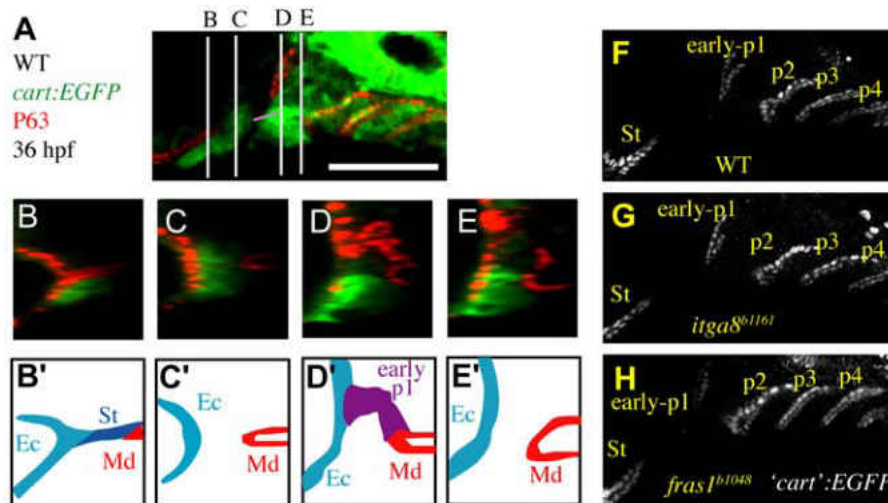 A
B C D E
WT
cart:EGFP
P63
36 hpf
B
C
D
E
B'
Ec
St
Md
C'
Ec
Md
D'
early
p1
Ec
Md
E'
Ec
Md
F
early-p1
p2
p3
p4
St
WT
G
early-p1
p2
p3
p4
St
itga8b1161
H
p2
p3
p4
early-p1
St
fras1b1048 'cart':EGFP